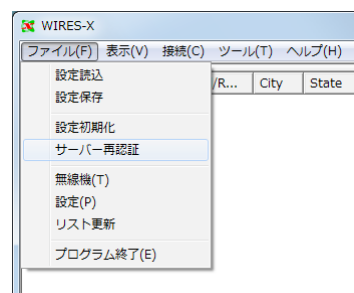 WIRES-X
ファイル(F) 表示(V) 接続(C) ツール(T) ヘルプ(H)
/R... City State
設定読込
設定保存
設定初期化
サーバー再認証
無線機(T)
設定(P)
リスト更新
プログラム終了(E)